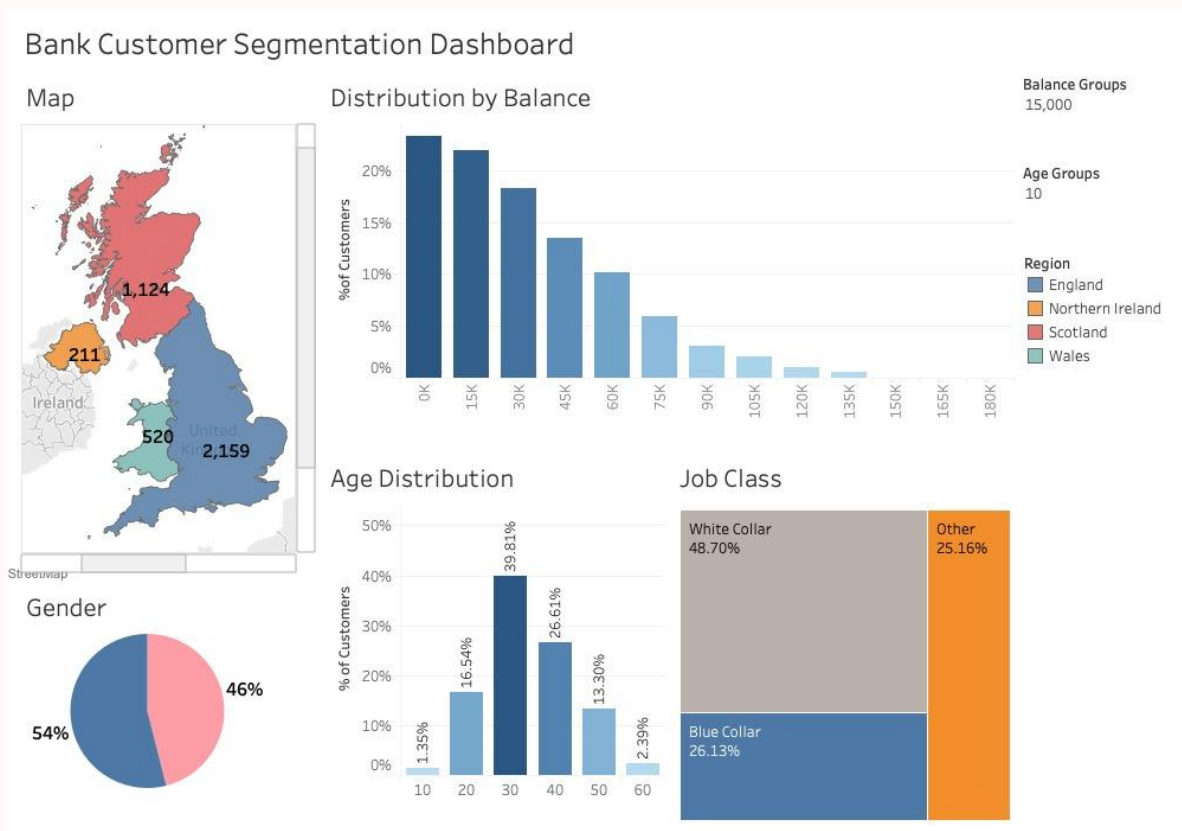 Bank Customer Segmentation Dashboard
Map
1,124
211
Ireland
520
United
Kin
2,159
StreetMap
Distribution by Balance
%of Customers
20%
15%
10%
5%
0%
0K
15K
30K
45K
60K
75K
90K
105K
120K
135K
150K
165K
180K
Balance Groups
15,000
Age Groups
10
Region
England
Northern Ireland
Scotland
Wales
Gender
46%
54%
Age Distribution
% of Customers
50%
40%
30%
20%
10%
0%
1.35%
16.54%
39.81%
26.61%
13.30%
2.39%
10
20
30
40
50
60
Job Class
White Collar
48.70%
Other
25.16%
Blue Collar
26.13%